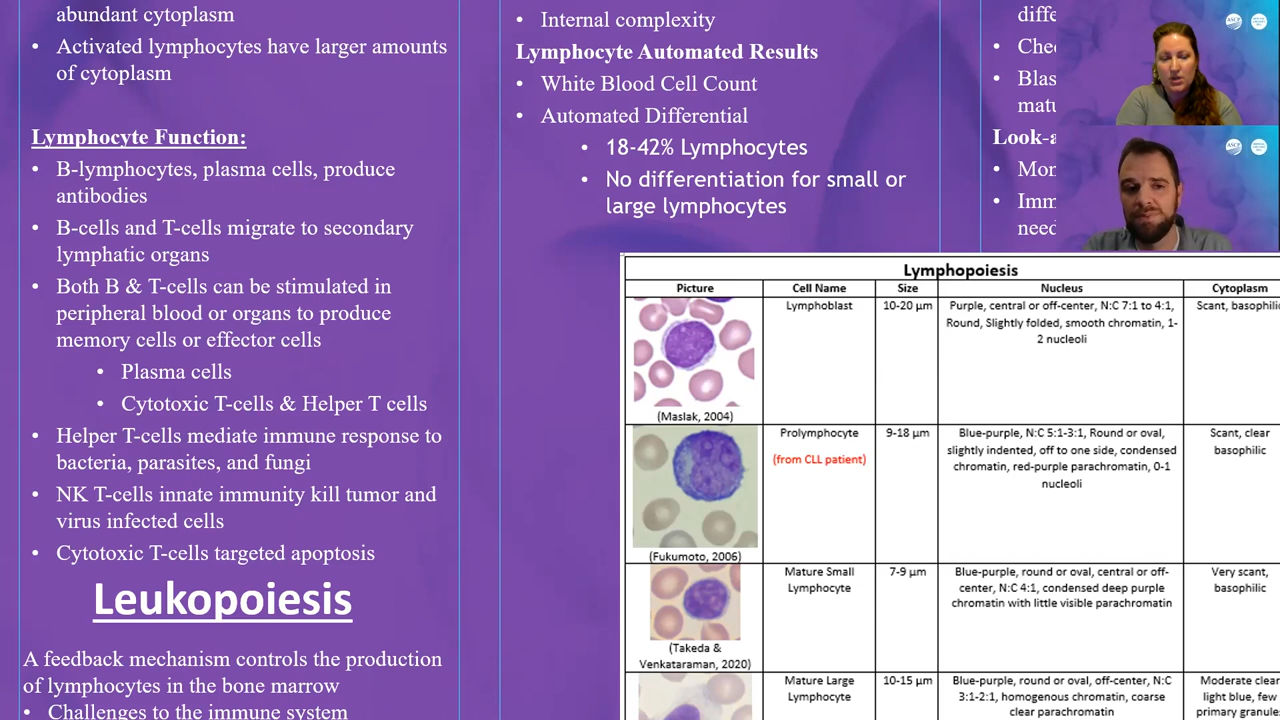 abundant cytoplasm
• Activated lymphocytes have larger amounts
of cytoplasm
Lymphocyte Function:
• B-lymphocytes, plasma cells, produce
antibodies
• B-cells and T-cells migrate to secondary
lymphatic organs
• Both B & T-cells can be stimulated in
peripheral blood or organs to produce
memory cells or effector cells
• Plasma cells
• Cytotoxic T-cells & Helper T cells
• Helper T-cells mediate immune response to
bacteria, parasites, and fungi
• NK T-cells innate immunity kill tumor and
virus infected cells
• Cytotoxic T-cells targeted apoptosis
Leukopoiesis
A feedback mechanism controls the production
of lymphocytes in the bone marrow
• Challenges to the immune system
• Internal complexity
Lymphocyte Automated Results
• White Blood Cell Count
• Automated Differential
• 18-42% Lymphocytes
• No differentiation for small or
large lymphocytes
diffe
• Chec
• Blas
matu
Look-a
• Mon
• Imm
need
ASCP
ASCP
Lymphopoiesis
Picture Cell Name Size Nucleus Cytoplasm
(Maslak, 2004)
Lymphoblast
10-20 µm
Purple, central or off-center, N:C 7:1 to 4:1,
Round, Slightly folded, smooth chromatin, 1-
2 nucleoli
Scant, basophilic
(Fukumoto, 2006)
Prolymphocyte
(from CLL patient)
9-18 µm
Blue-purple, N:C 5:1-3:1, Round or oval,
slightly indented, off to one side, condensed
chromatin, red-purple parachromatin, 0-1
nucleoli
Scant, clear
basophilic
(Takeda &
Venkataraman, 2020)
Mature Small
Lymphocyte
7-9 µm
Blue-purple, round or oval, central or off-
center, N:C 4:1, condensed deep purple
chromatin with little visible parachromatin
Very scant,
basophilic
Mature Large
Lymphocyte
10-15 µm
Blue-purple, round or oval, off-center, N:C
3:1-2:1, homogenous chromatin, coarse
clear parachromatin
Moderate clear
light blue, few
primary granule